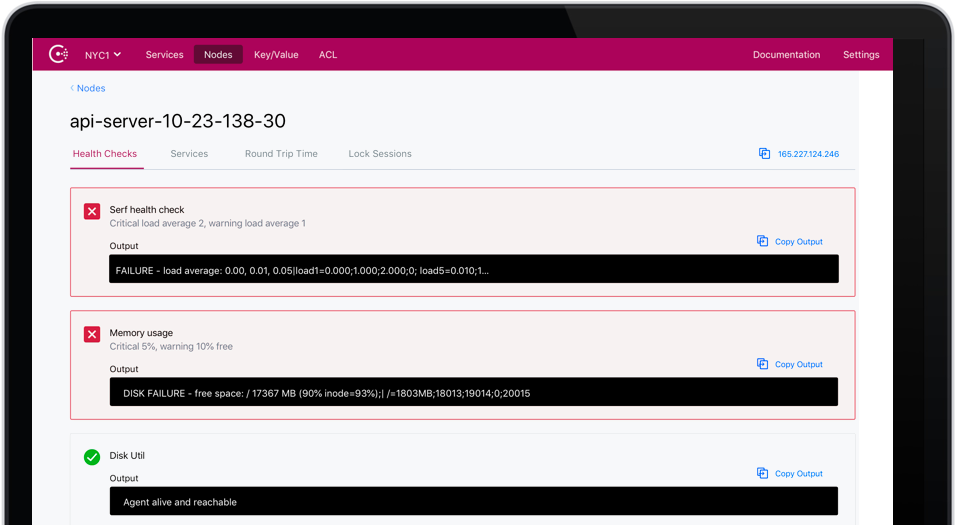 NYC1 Services Nodes Key/Value ACL Documentation Settings
Nodes
api-server-10-23-138-30
Health Checks Services Round Trip Time Lock Sessions 165.227.124.246
Serf health check
Critical load average 2, warning load average 1
Output Copy Output
FAILURE - load average: 0.00, 0.01, 0.05|load1=0.000;1.000;2.000;0; load5=0.010;1...
Memory usage
Critical 5%, warning 10% free
Output Copy Output
DISK FAILURE - free space: / 17367 MB (90% inode=93%);| /=1803MB;18013;19014;0;20015
Disk Util
Output Copy Output
Agent alive and reachable